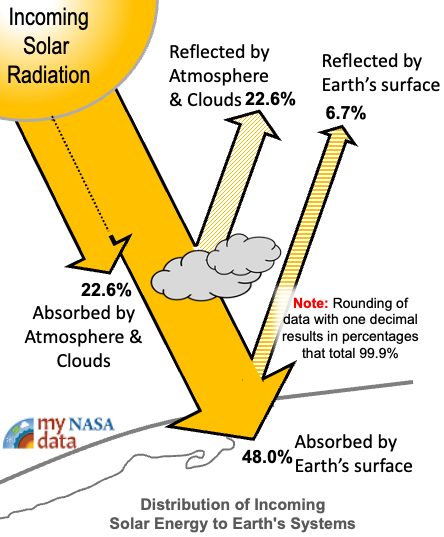 Incoming
Solar
Radiation
Reflected by
Atmosphere
& Clouds 22.6%
Reflected by
Earth’s surface
6.7%
22.6%
Absorbed by
Atmosphere &
Clouds
Note: Rounding of
data with one decimal
results in percentages
that total 99.9%
my NASA
data
48.0% Absorbed by
Earth’s surface
Distribution of Incoming
Solar Energy to Earth's Systems